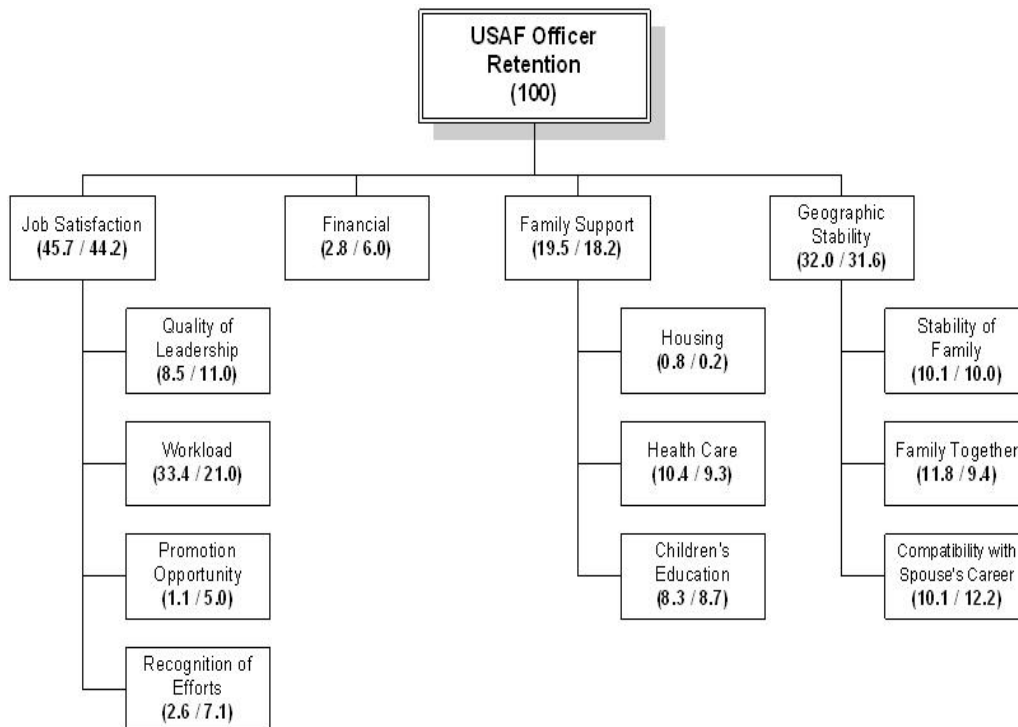 USAF Officer
Retention
(100)
Job Satisfaction
(45.7 / 44.2)
Financial
(2.8 / 6.0)
Family Support
(19.5 / 18.2)
Geographic
Stability
(32.0 / 31.6)
Quality of
Leadership
(8.5 / 11.0)
Workload
(33.4 / 21.0)
Promotion
Opportunity
(1.1 / 5.0)
Recognition of
Efforts
(2.6 / 7.1)
Housing
(0.8 / 0.2)
Health Care
(10.4 / 9.3)
Children's
Education
(8.3 / 8.7)
Stability of
Family
(10.1 / 10.0)
Family Together
(11.8 / 9.4)
Compatibility with
Spouse's Career
(10.1 / 12.2)